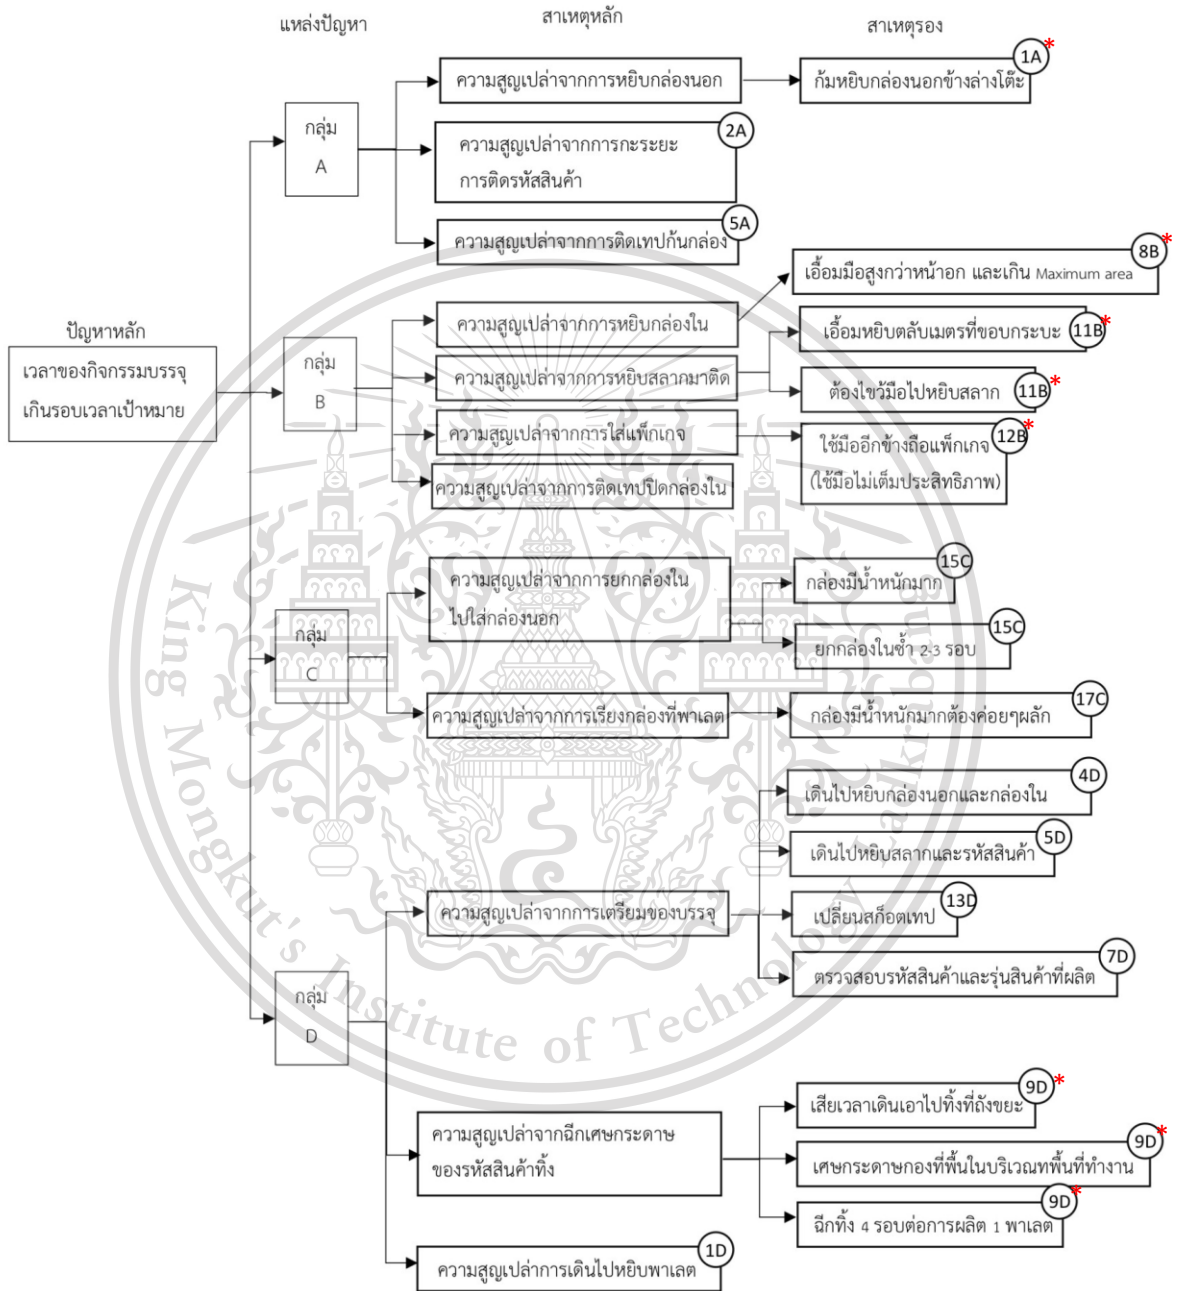 แหล่งปัญหา
สาเหตุหลัก
สาเหตุรอง
ปัญหาหลัก
เวลาของกิจกรรมบรรจุ
เกินรอบเวลาเป้าหมาย
กลุ่ม
A
ความสูญเปล่าจากการหยิบกล่องนอก
ก้มหยิบกล่องนอกข้างล่างโต๊ะ
1A*
ความสูญเปล่าจากการกะระยะ
การติดรหัสสินค้า
2A
ความสูญเปล่าจากการติดเทปก้นกล่อง
5A
กลุ่ม
B
ความสูญเปล่าจากการหยิบกล่องใน
เอื้อมมือสูงกว่าหน้าอก และเกิน Maximum area
8B*
ความสูญเปล่าจากการหยิบสลากมาติด
เอื้อมหยิบตลับเมตรที่ขอบกระบะ
11B*
ต้องไขว้มือไปหยิบสลาก
11B*
ความสูญเปล่าจากการใส่แพ็กเกจ
ใช้มืออีกข้างถือแพ็กเกจ
(ใช้มือไม่เต็มประสิทธิภาพ)
12B*
ความสูญเปล่าจากการติดเทปปิดกล่องใน
กลุ่ม
C
ความสูญเปล่าจากการยกกล่องใน
ไปใส่กล่องนอก
กล่องมีน้ำหนักมาก
15C
ยกกล่องในซ้ำ 2-3 รอบ
15C
ความสูญเปล่าจากการเรียงกล่องที่พาเลต
กล่องมีน้ำหนักมากต้องค่อยๆผลัก
17C
กลุ่ม
D
ความสูญเปล่าจากการเตรียมของบรรจุ
เดินไปหยิบกล่องนอกและกล่องใน
4D
เดินไปหยิบสลากและรหัสสินค้า
5D
เปลี่ยนสก็อตเทป
13D
ตรวจสอบรหัสสินค้าและรุ่นสินค้าที่ผลิต
7D
ความสูญเปล่าจากฉีกเศษกระดาษ
ของรหัสสินค้าทิ้ง
เสียเวลาเดินเอาไปทิ้งที่ถังขยะ
9D*
เศษกระดาษกองที่พื้นในบริเวณทพื้นที่ทำงาน
9D*
ฉีกทิ้ง 4 รอบต่อการผลิต 1 พาเลต
9D*
ความสูญเปล่าการเดินไปหยิบพาเลต
1D
King Mongkut's Institute of Technology Ladkrabang